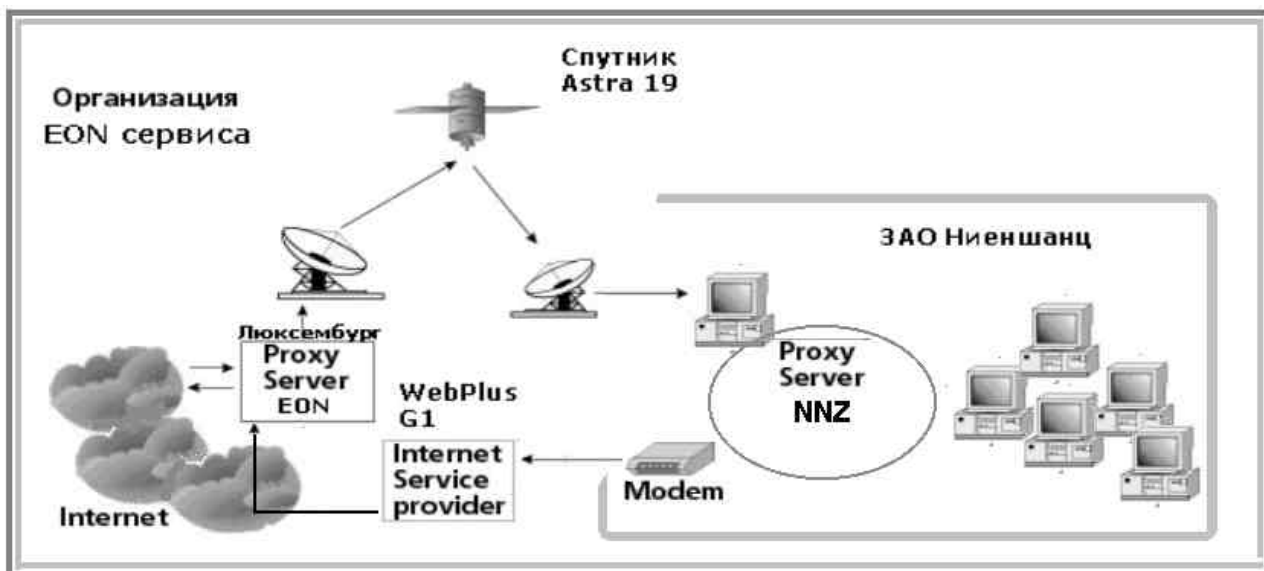 Спутник
Astra 19
Организация
EON сервиса
ЗАО Ниеншанц
Люксембург
Proxy
Server
EON
Proxy
Server
NNZ
WebPlus
G1
Internet
Service
provider
Modem
Internet